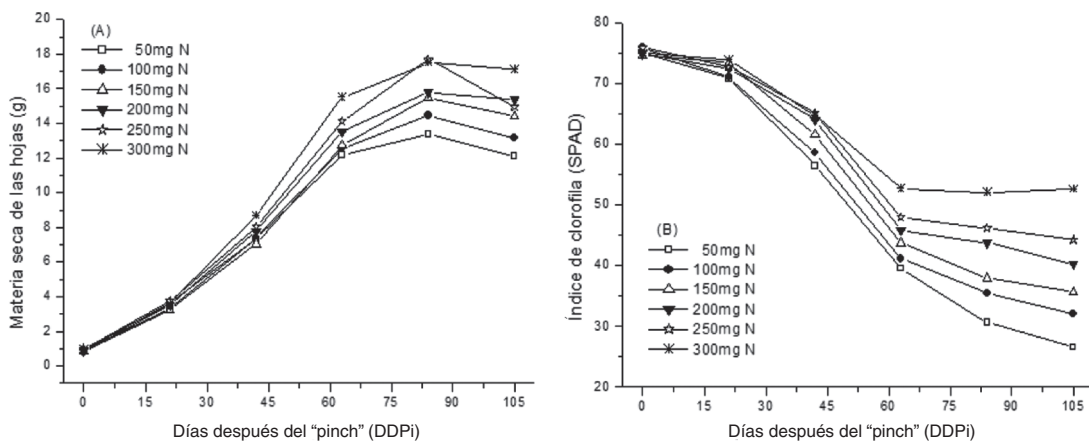 Materia seca de las hojas (g)
20
18
16
14
12
10
8
6
4
2
0
(A)
50mg N
100mg N
150mg N
200mg N
250mg N
300mg N
0 15 30 45 60 75 90 105
Días después del “pinch” (DDPi)
Índice de clorofila (SPAD)
80
70
60
50
40
30
20
(B)
50mg N
100mg N
150mg N
200mg N
250mg N
300mg N
0 15 30 45 60 75 90 105
Días después del “pinch” (DDPi)